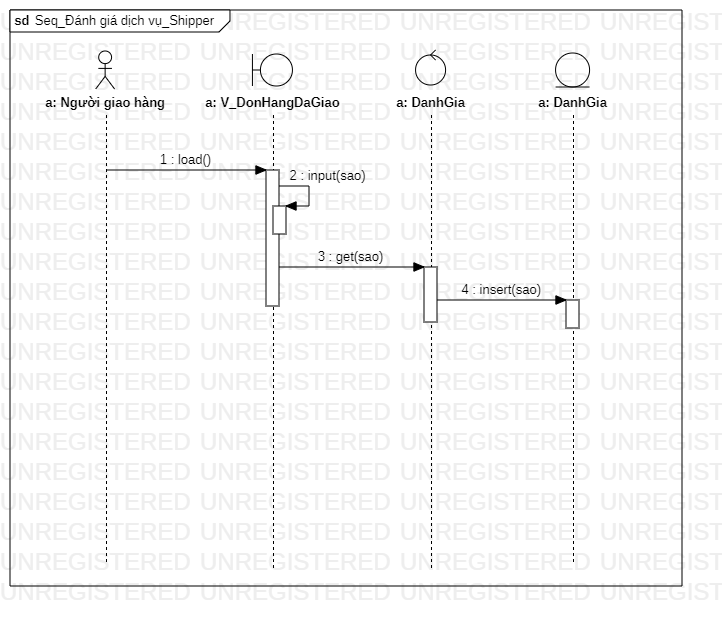 sd Seq_Đánh giá dịch vụ_Shipper
a: Người giao hàng
a: V_DonHangDaGiao
a: DanhGia
a: DanhGia
1 : load()
2 : input(sao)
3 : get(sao)
4 : insert(sao)
UNREGISTERED UNREGISTERED UNREGISTERED UNREGIST